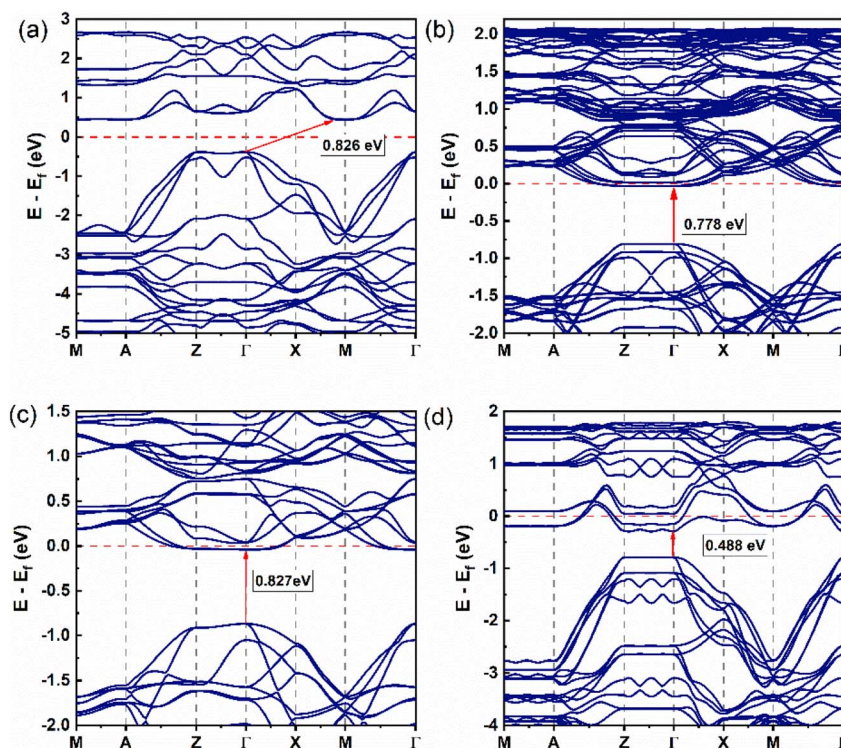 (a)
3
2
1
0
-1
-2
-3
-4
-5
E - E_f (eV)
0.826 eV
M A Z Γ X M Γ
(b)
2.0
1.5
1.0
0.5
0.0
-0.5
-1.0
-1.5
-2.0
E - E_f (eV)
0.778 eV
M A Z Γ X M
(c)
1.5
1.0
0.5
0.0
-0.5
-1.0
-1.5
-2.0
E - E_f (eV)
0.827eV
M A Z Γ X M Γ
(d)
2
1
0
-1
-2
-3
-4
E - E_f (eV)
0.488 eV
M A Z Γ X M